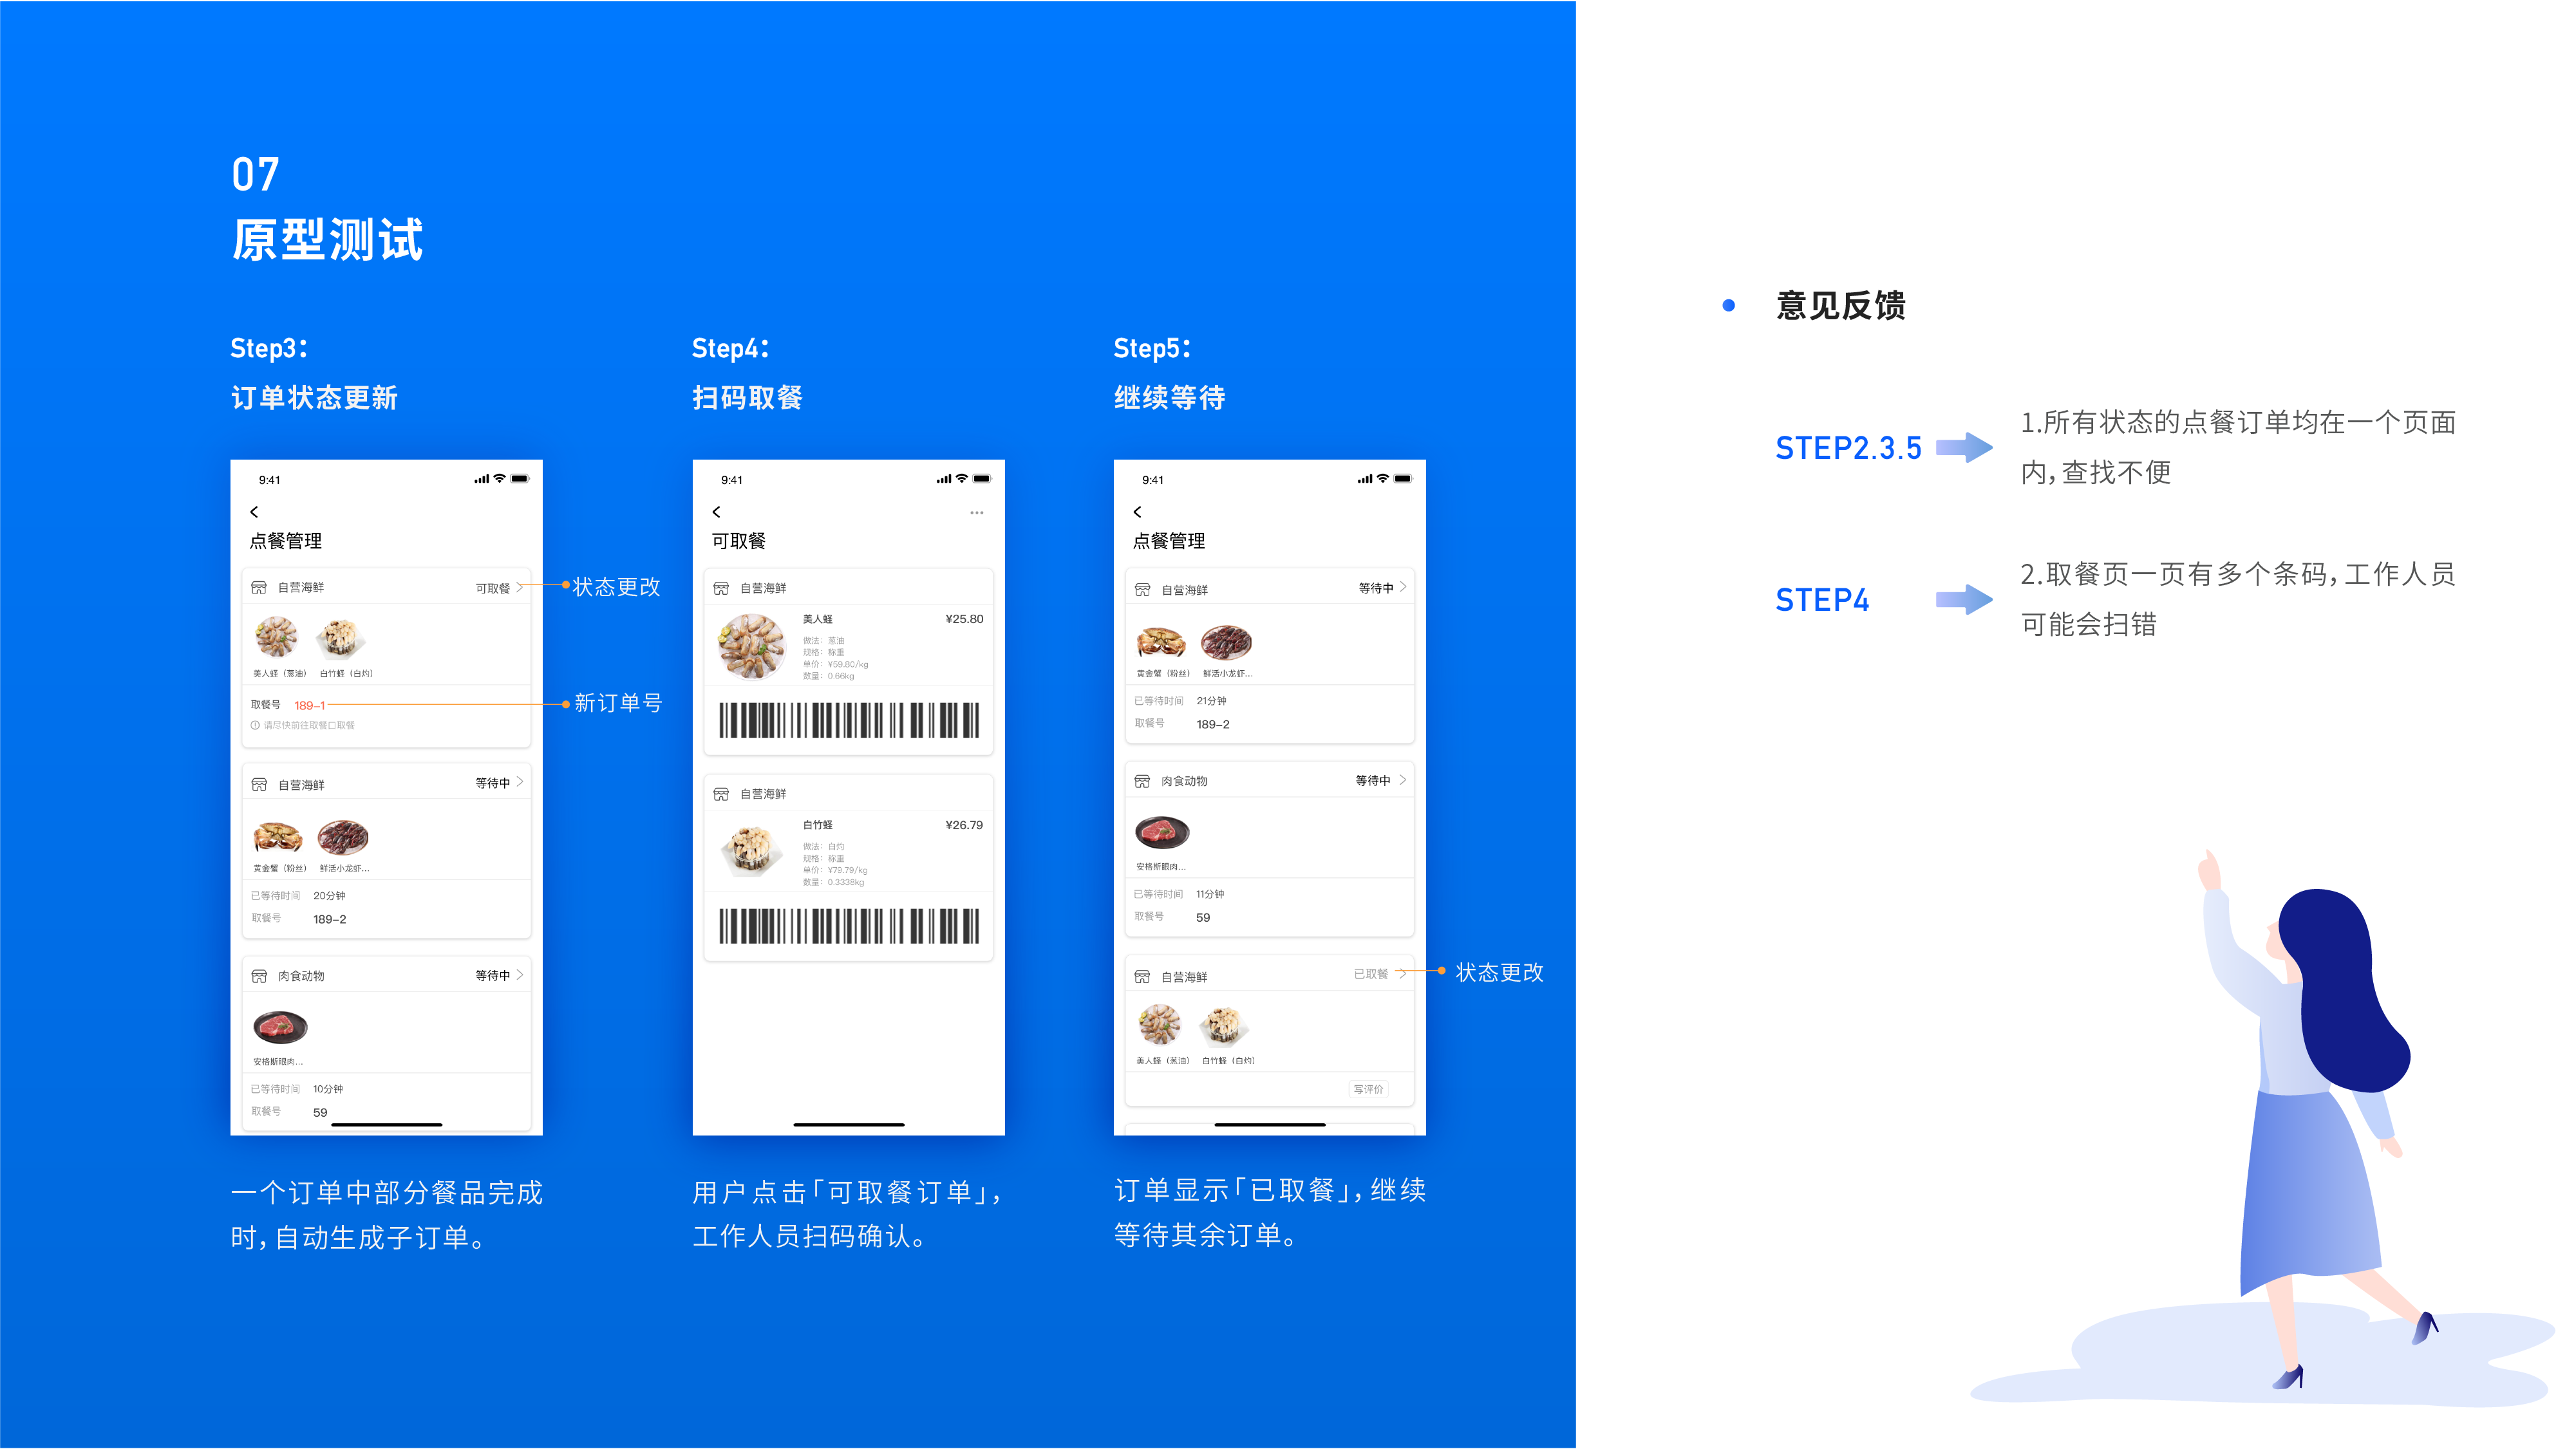 07
原型测试
Step3：
订单状态更新
9:41
点餐管理
自营海鲜
可取餐
美人蛏（葱油） 白竹蛏（白灼）
取餐号 189-1
请尽快前往取餐口取餐
自营海鲜
等待中
黄金蟹（粉丝） 鲜活小龙虾...
已等待时间 20分钟
取餐号 189-2
肉食动物
等待中
安格斯眼肉...
已等待时间 10分钟
取餐号 59
状态更改
新订单号
一个订单中部分餐品完成
时，自动生成子订单。
Step4：
扫码取餐
9:41
可取餐
自营海鲜
美人蛏 ¥25.80
做法：葱油
规格：称重
单价：¥59.80/kg
数量：0.66kg
自营海鲜
白竹蛏 ¥26.79
做法：白灼
规格：称重
单价：¥79.79/kg
数量：0.3338kg
用户点击「可取餐订单」，
工作人员扫码确认。
Step5：
继续等待
9:41
点餐管理
自营海鲜
等待中
黄金蟹（粉丝） 鲜活小龙虾...
已等待时间 21分钟
取餐号 189-2
肉食动物
等待中
安格斯眼肉...
已等待时间 11分钟
取餐号 59
自营海鲜
已取餐
美人蛏（葱油） 白竹蛏（白灼）
写评价
状态更改
订单显示「已取餐」，继续
等待其余订单。
意见反馈
STEP2.3.5
1.所有状态的点餐订单均在一个页面
内，查找不便
STEP4
2.取餐页一页有多个条码，工作人员
可能会扫错